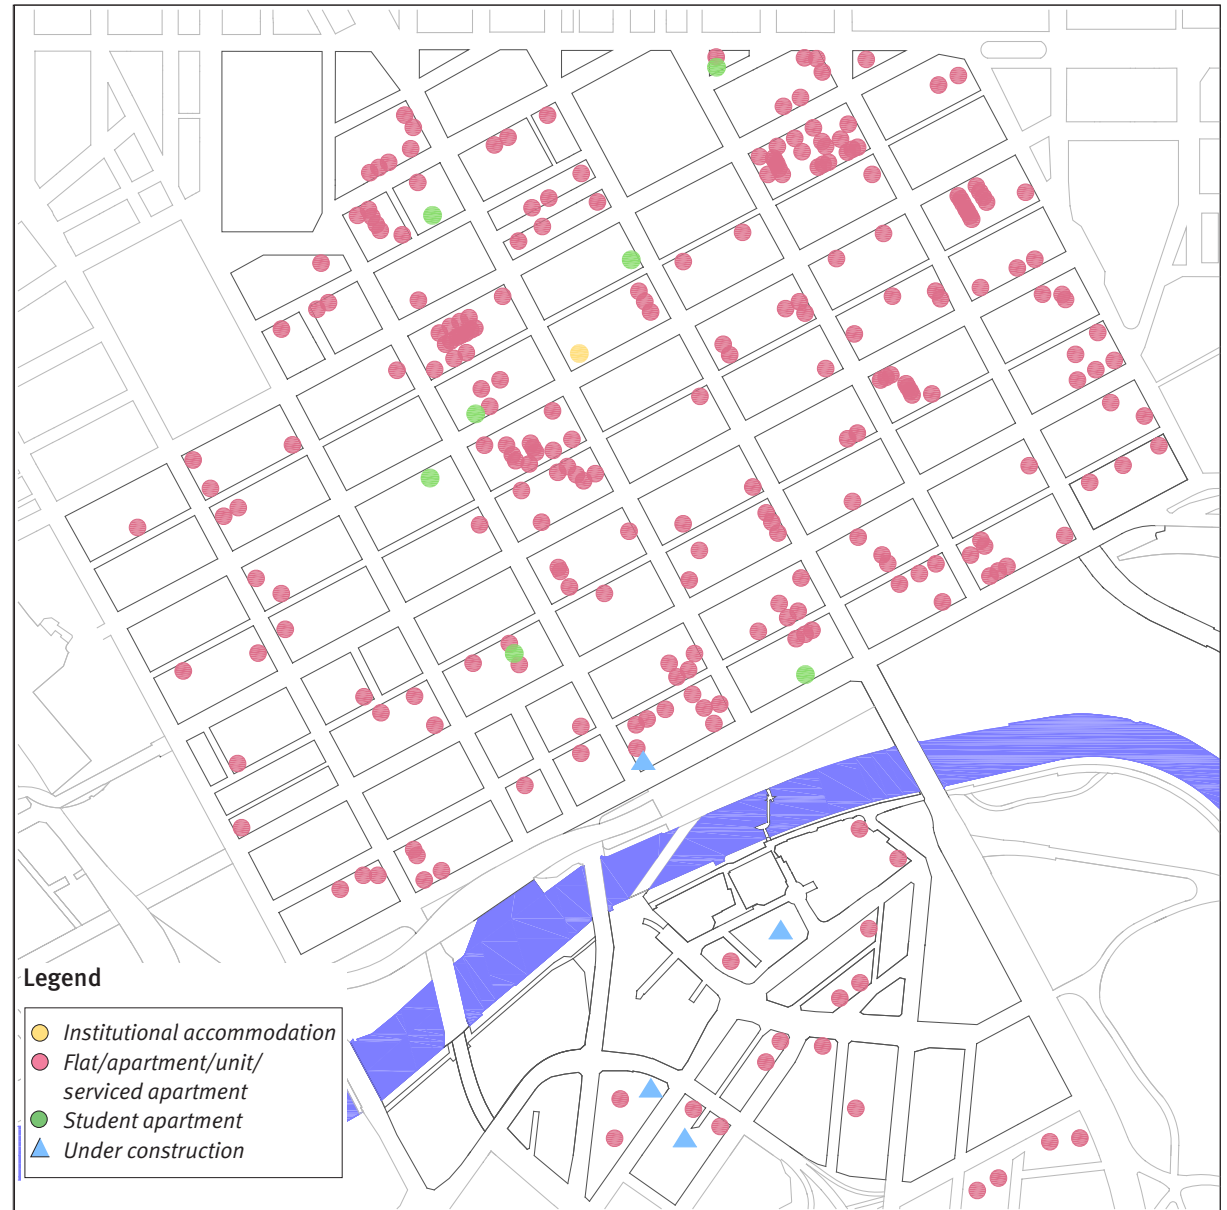 Legend
Institutional accommodation
Flat/apartment/unit/
serviced apartment
Student apartment
Under construction